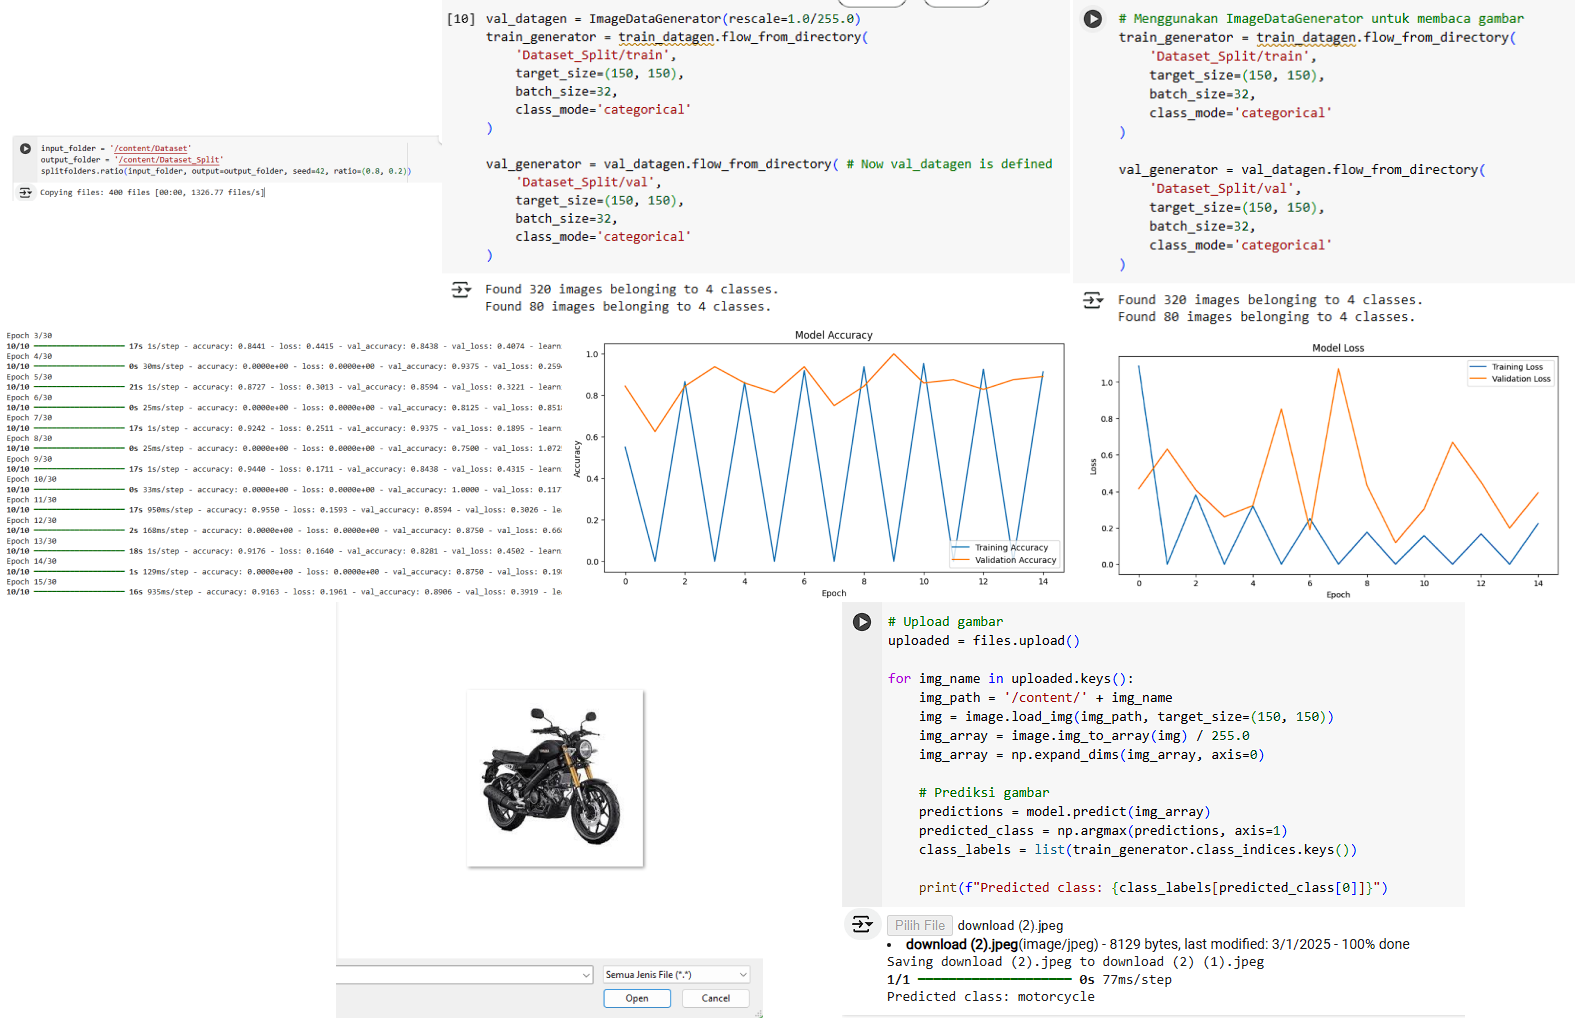 input_folder = '/content/Dataset'
output_folder = '/content/Dataset_Split'
splitfolders.ratio(input_folder, output=output_folder, seed=42, ratio=(0.8, 0.2))
Copying files: 400 files [00:00, 1326.77 files/s]
[10] val_datagen = ImageDataGenerator(rescale=1.0/255.0)
train_generator = train_datagen.flow_from_directory(
'Dataset_Split/train',
target_size=(150, 150),
batch_size=32,
class_mode='categorical'
)
val_generator = val_datagen.flow_from_directory( # Now val_datagen is defined
'Dataset_Split/val',
target_size=(150, 150),
batch_size=32,
class_mode='categorical'
)
Found 320 images belonging to 4 classes.
Found 80 images belonging to 4 classes.
# Menggunakan ImageDataGenerator untuk membaca gambar
train_generator = train_datagen.flow_from_directory(
'Dataset_Split/train',
target_size=(150, 150),
batch_size=32,
class_mode='categorical'
)
val_generator = val_datagen.flow_from_directory(
'Dataset_Split/val',
target_size=(150, 150),
batch_size=32,
class_mode='categorical'
)
Found 320 images belonging to 4 classes.
Found 80 images belonging to 4 classes.
Epoch 3/30
10/10 17s 1s/step - accuracy: 0.8441 - loss: 0.4415 - val_accuracy: 0.8438 - val_loss: 0.4074 - learn
Epoch 4/30
10/10 0s 30ms/step - accuracy: 0.0000e+00 - loss: 0.0000e+00 - val_accuracy: 0.9375 - val_loss: 0.259
Epoch 5/30
10/10 21s 1s/step - accuracy: 0.8727 - loss: 0.3013 - val_accuracy: 0.8594 - val_loss: 0.3221 - learn
Epoch 6/30
10/10 0s 25ms/step - accuracy: 0.0000e+00 - loss: 0.0000e+00 - val_accuracy: 0.8125 - val_loss: 0.851
Epoch 7/30
10/10 17s 1s/step - accuracy: 0.9242 - loss: 0.2511 - val_accuracy: 0.9375 - val_loss: 0.1895 - learn
Epoch 8/30
10/10 0s 25ms/step - accuracy: 0.0000e+00 - loss: 0.0000e+00 - val_accuracy: 0.7500 - val_loss: 1.072
Epoch 9/30
10/10 17s 1s/step - accuracy: 0.9440 - loss: 0.1711 - val_accuracy: 0.8438 - val_loss: 0.4315 - learn
Epoch 10/30
10/10 0s 33ms/step - accuracy: 0.0000e+00 - loss: 0.0000e+00 - val_accuracy: 1.0000 - val_loss: 0.117
Epoch 11/30
10/10 17s 950ms/step - accuracy: 0.9550 - loss: 0.1593 - val_accuracy: 0.8594 - val_loss: 0.3026 - le
Epoch 12/30
10/10 2s 168ms/step - accuracy: 0.0000e+00 - loss: 0.0000e+00 - val_accuracy: 0.8750 - val_loss: 0.66
Epoch 13/30
10/10 18s 1s/step - accuracy: 0.9176 - loss: 0.1640 - val_accuracy: 0.8281 - val_loss: 0.4502 - learn
Epoch 14/30
10/10 1s 129ms/step - accuracy: 0.0000e+00 - loss: 0.0000e+00 - val_accuracy: 0.8750 - val_loss: 0.19
Epoch 15/30
10/10 16s 935ms/step - accuracy: 0.9163 - loss: 0.1961 - val_accuracy: 0.8906 - val_loss: 0.3919 - le
Model Accuracy
Accuracy
1.0
0.8
0.6
0.4
0.2
0.0
Training Accuracy
Validation Accuracy
0 2 4 6 8 10 12 14
Epoch
Model Loss
Loss
1.0
0.8
0.6
0.4
0.2
0.0
Training Loss
Validation Loss
0 2 4 6 8 10 12 14
Epoch
Semua Jenis File (*.*)
Open Cancel
# Upload gambar
uploaded = files.upload()
for img_name in uploaded.keys():
img_path = '/content/' + img_name
img = image.load_img(img_path, target_size=(150, 150))
img_array = image.img_to_array(img) / 255.0
img_array = np.expand_dims(img_array, axis=0)
# Prediksi gambar
predictions = model.predict(img_array)
predicted_class = np.argmax(predictions, axis=1)
class_labels = list(train_generator.class_indices.keys())
print(f"Predicted class: {class_labels[predicted_class[0]]}")
Pilih File download (2).jpeg
• download (2).jpeg(image/jpeg) - 8129 bytes, last modified: 3/1/2025 - 100% done
Saving download (2).jpeg to download (2) (1).jpeg
1/1 0s 77ms/step
Predicted class: motorcycle